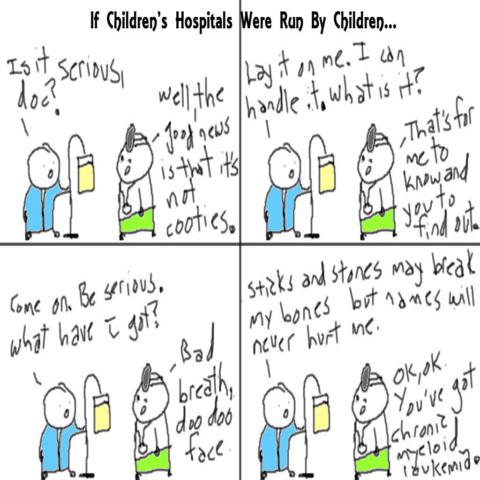 If Children's Hospitals Were Run By Children...
Is it serious,
doc?
well, the
good news
is that it's
not
cooties.
Lay it on me. I can
handle it. what is it?
That's for
me to
know and
you to
find out.
Come on. Be serious.
what have I got?
Bad
breath,
doo doo
face.
Sticks and stones may break
my bones but names will
never hurt me.
OK, OK.
You've got
chronic
myeloid
leukemia.